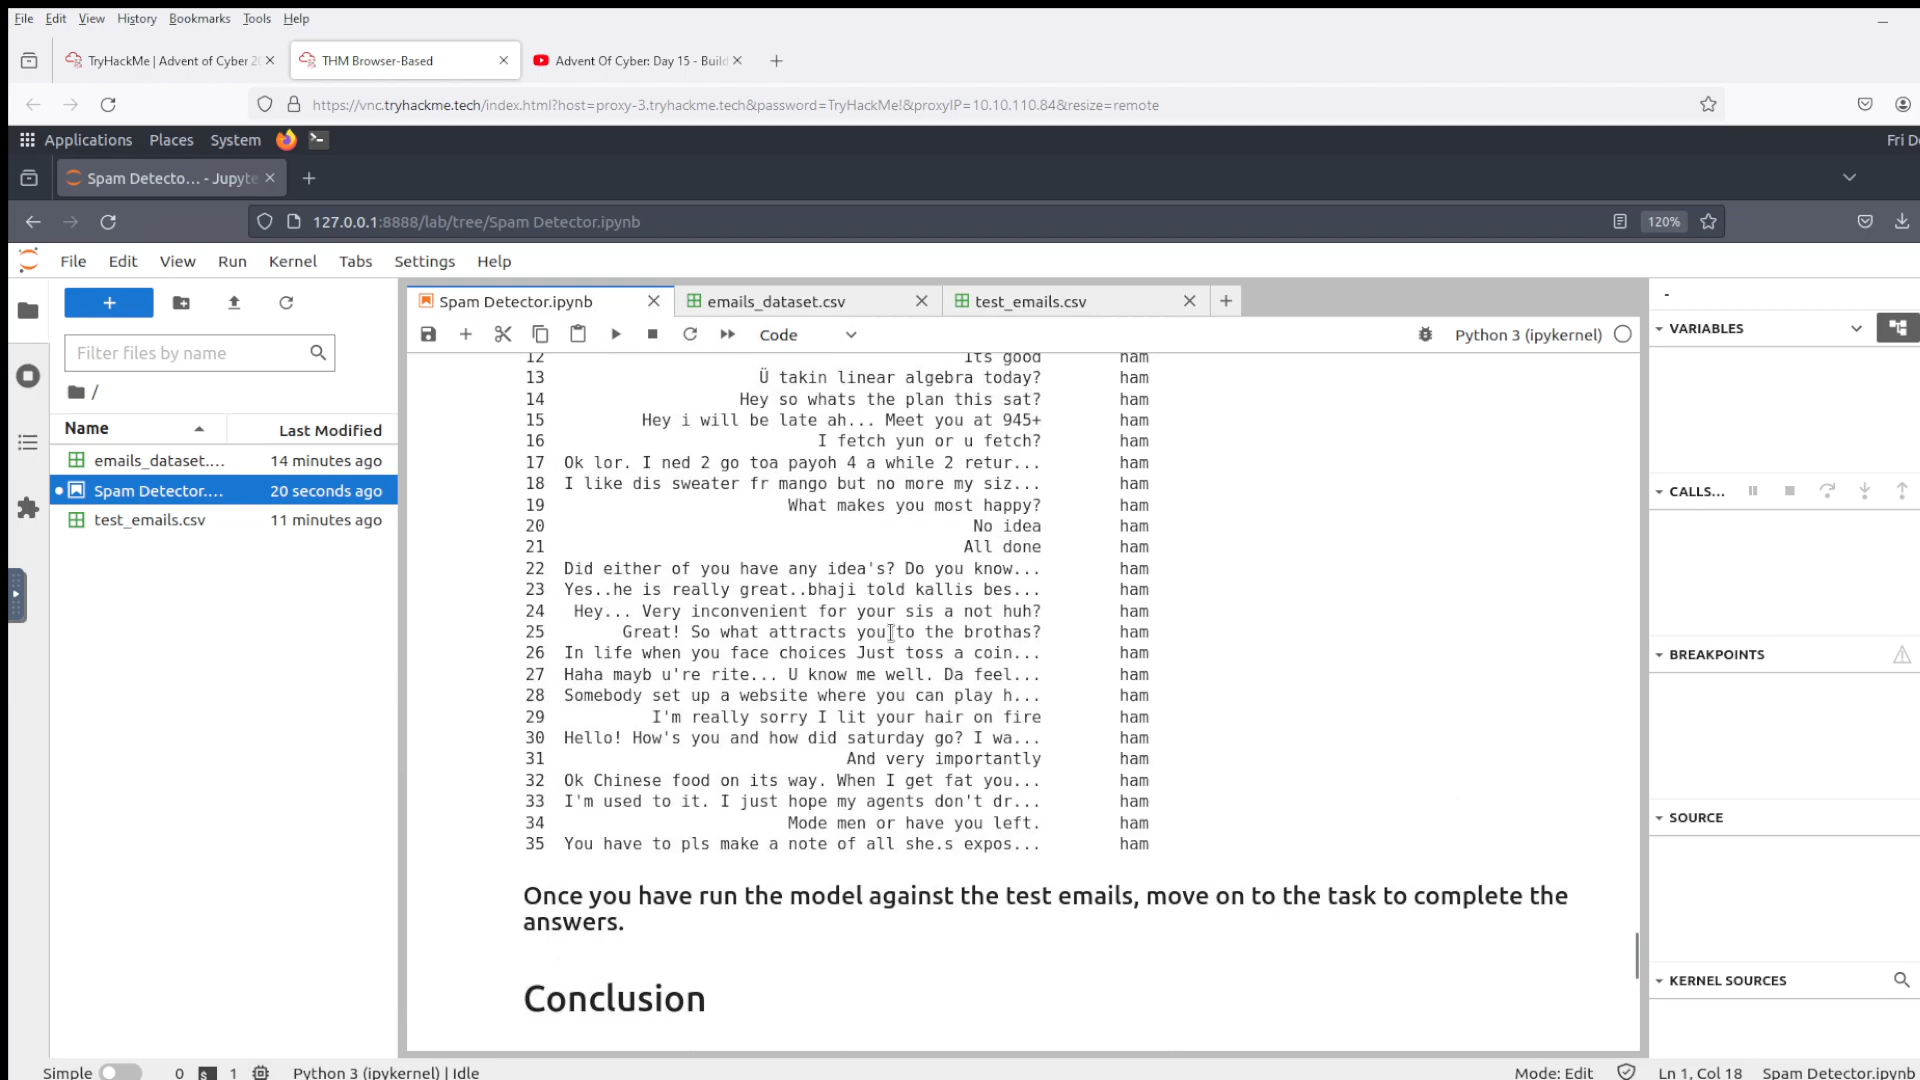 File Edit View History Bookmarks Tools Help
TryHackMe | Advent of Cyber 20
THM Browser-Based
Advent Of Cyber: Day 15 - Build
https://vnc.tryhackme.tech/index.html?host=proxy-3.tryhackme.tech&password=TryHackMe!&proxyIP=10.10.110.84&resize=remote
Applications Places System
Fri D
Spam Detecto… - Jupyte
127.0.0.1:8888/lab/tree/Spam Detector.ipynb
120%
File Edit View Run Kernel Tabs Settings Help
Spam Detector.ipynb
emails_dataset.csv
test_emails.csv
-
Code
Python 3 (ipykernel)
VARIABLES
Filter files by name
/
Name Last Modified
emails_dataset.... 14 minutes ago
Spam Detector.... 20 seconds ago
test_emails.csv 11 minutes ago
12 Its good ham
13 Ü takin linear algebra today? ham
14 Hey so whats the plan this sat? ham
15 Hey i will be late ah... Meet you at 945+ ham
16 I fetch yun or u fetch? ham
17 Ok lor. I ned 2 go toa payoh 4 a while 2 retur... ham
18 I like dis sweater fr mango but no more my siz... ham
19 What makes you most happy? ham
20 No idea ham
21 All done ham
22 Did either of you have any idea's? Do you know... ham
23 Yes..he is really great..bhaji told kallis bes... ham
24 Hey... Very inconvenient for your sis a not huh? ham
25 Great! So what attracts you to the brothas? ham
26 In life when you face choices Just toss a coin... ham
27 Haha mayb u're rite... U know me well. Da feel... ham
28 Somebody set up a website where you can play h... ham
29 I'm really sorry I lit your hair on fire ham
30 Hello! How's you and how did saturday go? I wa... ham
31 And very importantly ham
32 Ok Chinese food on its way. When I get fat you... ham
33 I'm used to it. I just hope my agents don't dr... ham
34 Mode men or have you left. ham
35 You have to pls make a note of all she.s expos... ham
Once you have run the model against the test emails, move on to the task to complete the
answers.
Conclusion
CALLS...
BREAKPOINTS
SOURCE
KERNEL SOURCES
Simple 0 $ 1 Python 3 (ipykernel) | Idle
Mode: Edit Ln 1, Col 18 Spam Detector.ipynb